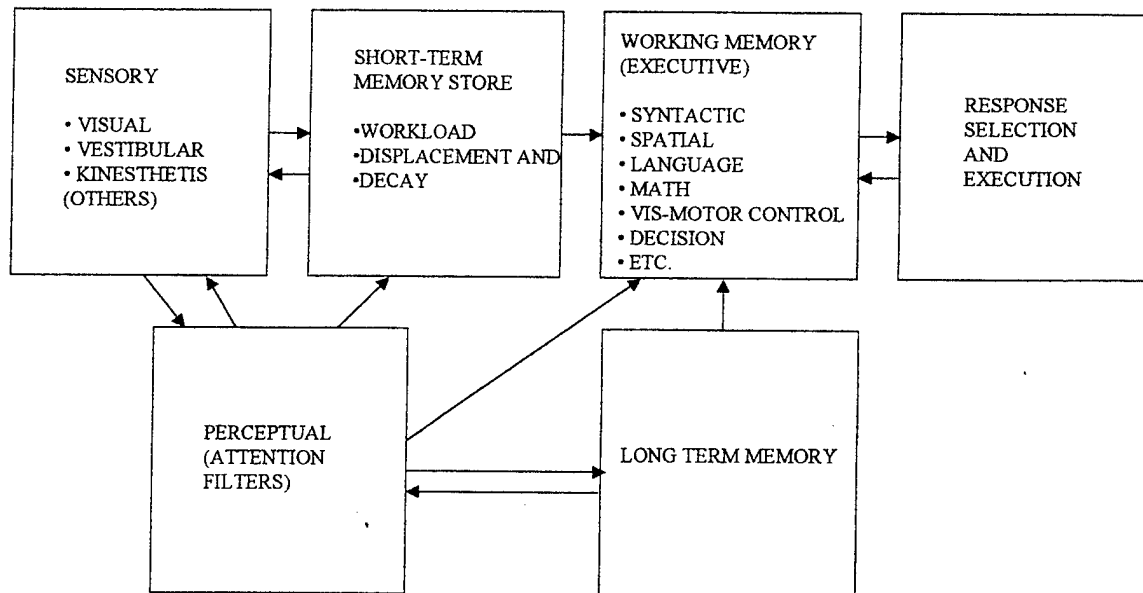 SENSORY
• VISUAL
• VESTIBULAR
• KINESTHETIS
(OTHERS)
SHORT-TERM
MEMORY STORE
•WORKLOAD
•DISPLACEMENT AND
•DECAY
WORKING MEMORY
(EXECUTIVE)
• SYNTACTIC
• SPATIAL
• LANGUAGE
• MATH
• VIS-MOTOR CONTROL
• DECISION
• ETC.
RESPONSE
SELECTION
AND
EXECUTION
PERCEPTUAL
(ATTENTION
FILTERS)
LONG TERM MEMORY